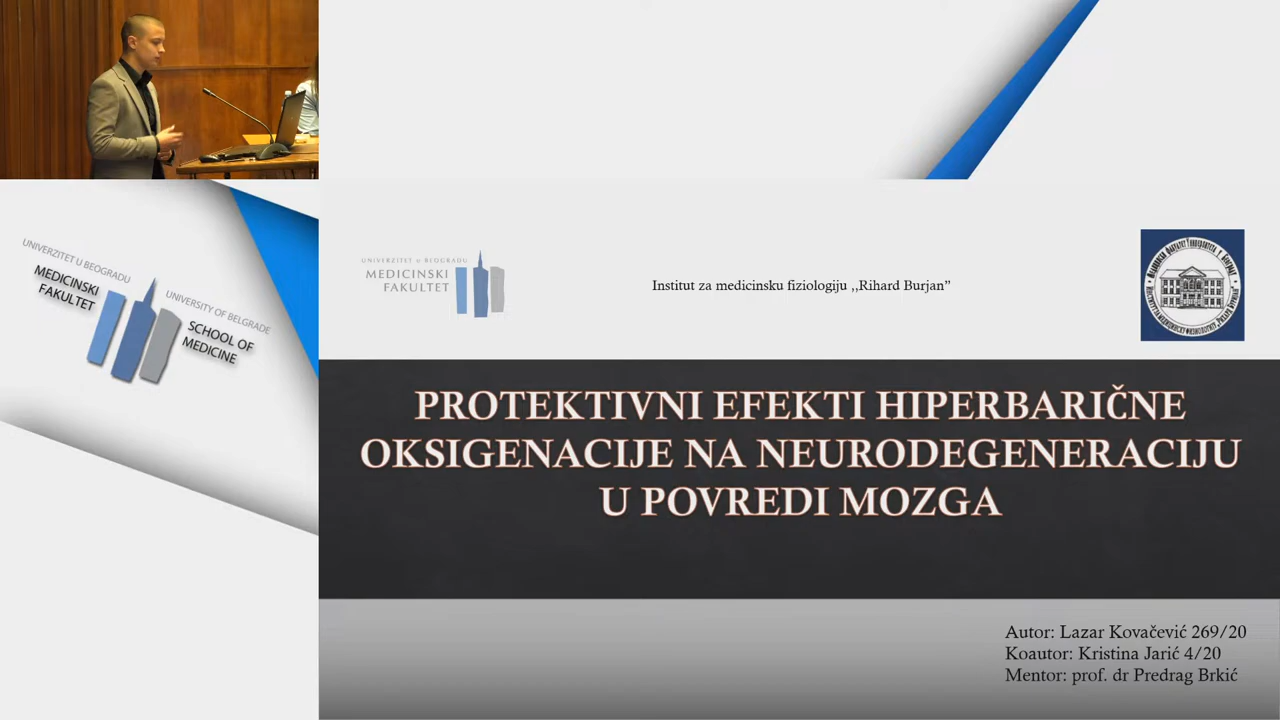 UNIVERZITET U BEOGRADU
MEDICINSKI
FAKULTET
UNIVERSITY OF BELGRADE
SCHOOL OF
MEDICINE
UNIVERZITET U BEOGRADU
MEDICINSKI
FAKULTET
Institut za medicinsku fiziologiju ,,Rihard Burjan”
PROTEKTIVNI EFEKTI HIPERBARIČNE
OKSIGENACIJE NA NEURODEGENERACIJU
U POVREDI MOZGA
Autor: Lazar Kovačević 269/20
Koautor: Kristina Jarić 4/20
Mentor: prof. dr Predrag Brkić